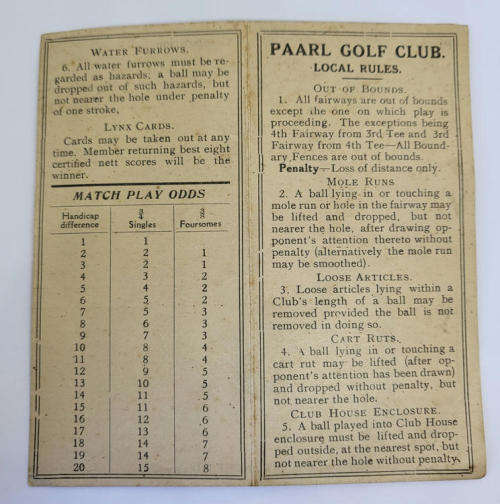 WATER FURROWS.
6. All water furrows must be re-
garded as hazards; a ball may be
dropped out of such hazards, but
not nearer the hole under penalty
of one stroke.
LYNX CARDS.
Cards may be taken out at any
time. Member returning best eight
certified nett scores will be the
winner.
MATCH PLAY ODDS
Handicap difference ¾ Singles ⅜ Foursomes
1 1
2 2 1
3 2 1
4 3 2
5 4 2
6 5 2
7 5 3
8 6 3
9 7 3
10 8 4
11 8 4
12 9 5
13 10 5
14 11 5
15 11 6
16 12 6
17 13 6
18 14 7
19 14 7
20 15 8
PAARL GOLF CLUB.
LOCAL RULES.
OUT OF BOUNDS.
1. All fairways are out of bounds
except the one on which play is
proceeding. The exceptions being
4th Fairway from 3rd Tee and 3rd
Fairway from 4th Tee—All Bound-
ary Fences are out of bounds.
Penalty—Loss of distance only.
MOLE RUNS
2. A ball lying in or touching a
mole run or hole in the fairway may
be lifted and dropped, but not
nearer the hole, after drawing op-
ponent's attention thereto without
penalty (alternatively the mole run
may be smoothed).
LOOSE ARTICLES.
3. Loose articles lying within a
Club's length of a ball may be
removed provided the ball is not
removed in doing so.
CART RUTS.
4. A ball lying in or touching a
cart rut may be lifted (after op-
ponent's attention has been drawn)
and dropped without penalty, but
not nearer the hole.
CLUB HOUSE ENCLOSURE.
5. A ball played into Club House
enclosure must be lifted and drop-
ped outside, at the nearest spot, but
not nearer the hole without penalty.